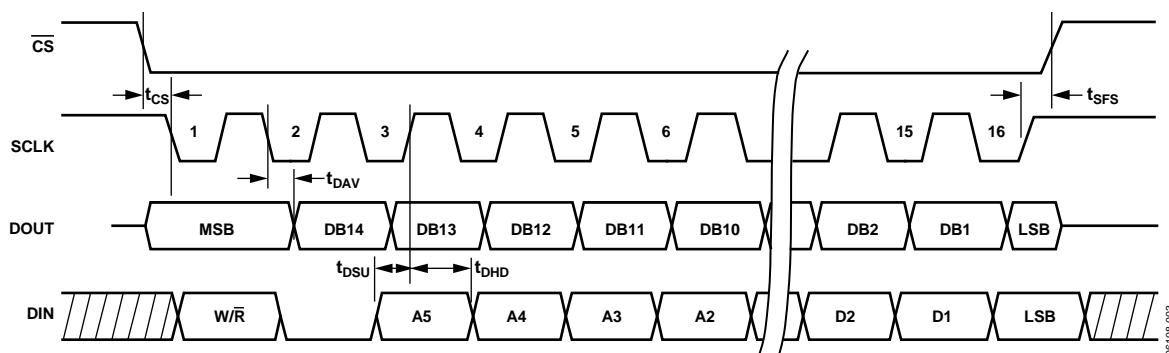 CS
tCS
tSFS
1 2 3 4 5 6 15 16
SCLK
tDAV
DOUT
MSB DB14 DB13 DB12 DB11 DB10 DB2 DB1 LSB
tDSU tDHD
DIN
W/R A5 A4 A3 A2 D2 D1 LSB